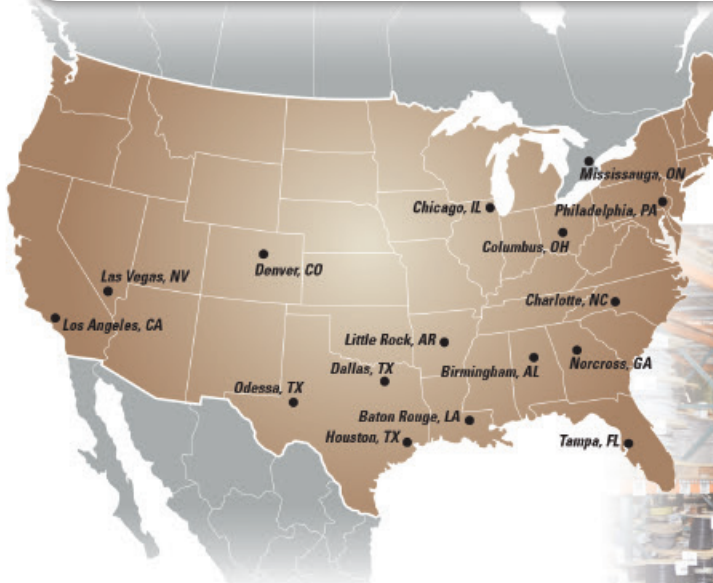 Mississauga, ON
Chicago, IL
Philadelphia, PA
Columbus, OH
Denver, CO
Las Vegas, NV
Charlotte, NC
Los Angeles, CA
Little Rock, AR
Birmingham, AL
Norcross, GA
Dallas, TX
Odessa, TX
Baton Rouge, LA
Houston, TX
Tampa, FL